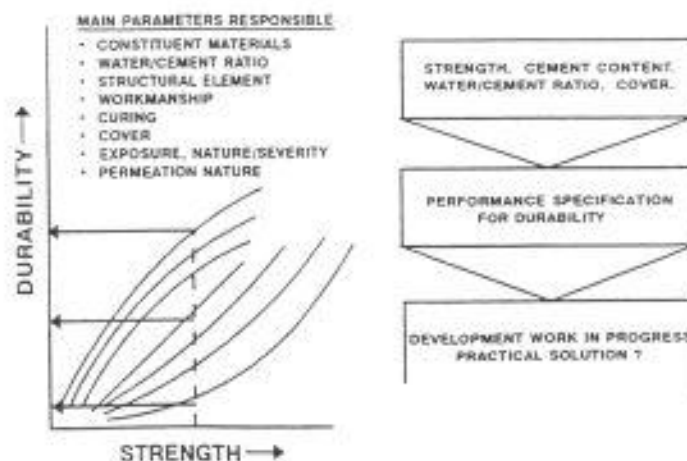 MAIN PARAMETERS RESPONSIBLE
• CONSTITUENT MATERIALS
• WATER/CEMENT RATIO
• STRUCTURAL ELEMENT
• WORKMANSHIP
• CURING
• COVER
• EXPOSURE, NATURE/SEVERITY
• PERMEATION NATURE
DURABILITY
STRENGTH
STRENGTH, CEMENT CONTENT,
WATER/CEMENT RATIO, COVER.
PERFORMANCE SPECIFICATION
FOR DURABILITY
DEVELOPMENT WORK IN PROGRESS
PRACTICAL SOLUTION ?